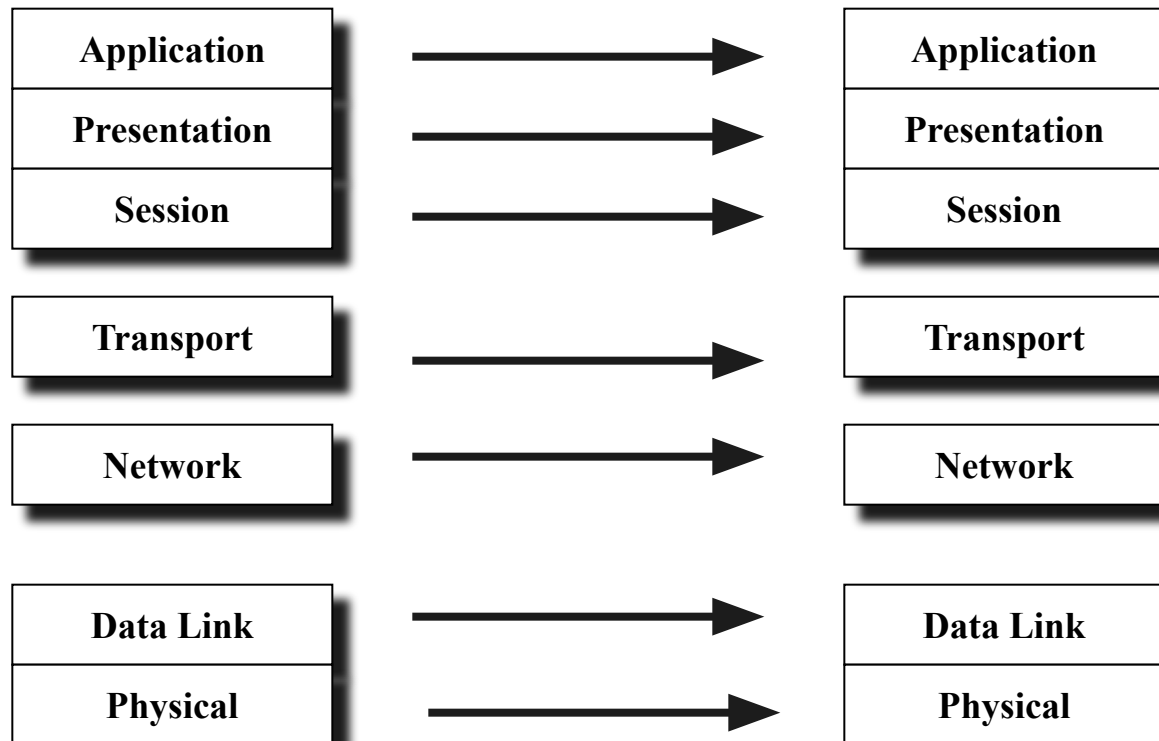 Application
Application
Presentation
Presentation
Session
Session
Transport
Transport
Network
Network
Data Link
Data Link
Physical
Physical